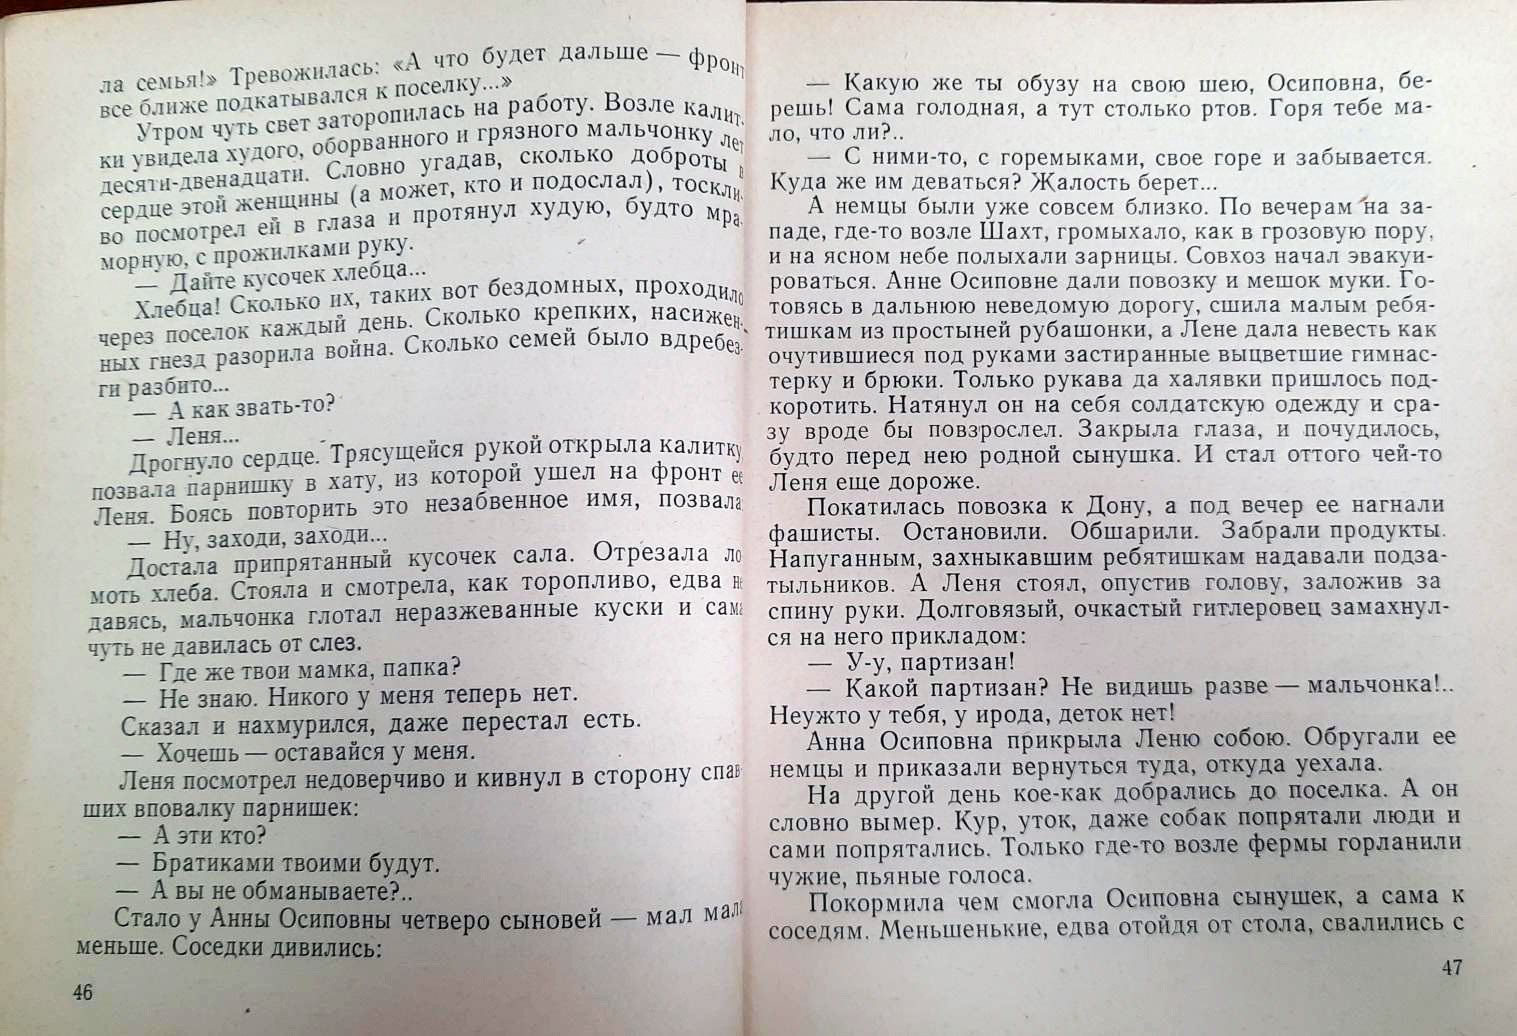 ла семья!» Тревожилась: «А что будет дальше — фронт
все ближе подкатывался к поселку...»
Утром чуть свет заторопилась на работу. Возле калит-
ки увидела худого, оборванного и грязного мальчонку лет
десяти-двенадцати. Словно угадав, сколько доброты в
сердце этой женщины (а может, кто и подослал), тоскли-
во посмотрел ей в глаза и протянул худую, будто мра-
морную, с прожилками руку.
— Дайте кусочек хлебца...
Хлебца! Сколько их, таких вот бездомных, проходило
через поселок каждый день. Сколько крепких, насижен-
ных гнезд разорила война. Сколько семей было вдребез-
ги разбито...
— А как звать-то?
— Леня...
Дрогнуло сердце. Трясущейся рукой открыла калитку,
позвала парнишку в хату, из которой ушел на фронт ее
Леня. Боясь повторить это незабвенное имя, позвала:
— Ну, заходи, заходи...
Достала припрятанный кусочек сала. Отрезала ло-
моть хлеба. Стояла и смотрела, как торопливо, едва не
давясь, мальчонка глотал неразжеванные куски и сама
чуть не давилась от слез.
— Где же твои мамка, папка?
— Не знаю. Никого у меня теперь нет.
Сказал и нахмурился, даже перестал есть.
— Хочешь — оставайся у меня.
Леня посмотрел недоверчиво и кивнул в сторону спав-
ших вповалку парнишек:
— А эти кто?
— Братиками твоими будут.
— А вы не обманываете?..
Стало у Анны Осиповны четверо сыновей — мал мала
меньше. Соседки дивились:
46
— Какую же ты обузу на свою шею, Осиповна, бе-
решь! Сама голодная, а тут столько ртов. Горя тебе ма-
ло, что ли?..
— С ними-то, с горемыками, свое горе и забывается.
Куда же им деваться? Жалость берет...
А немцы были уже совсем близко. По вечерам на за-
паде, где-то возле Шахт, громыхало, как в грозовую пору,
и на ясном небе полыхали зарницы. Совхоз начал эвакуи-
роваться. Анне Осиповне дали повозку и мешок муки. Го-
товясь в дальнюю неведомую дорогу, сшила малым ребя-
тишкам из простыней рубашонки, а Лене дала невесть как
очутившиеся под руками застиранные выцветшие гимнас-
терку и брюки. Только рукава да халявки пришлось под-
коротить. Натянул он на себя солдатскую одежду и сра-
зу вроде бы повзрослел. Закрыла глаза, и почудилось,
будто перед нею родной сынушка. И стал оттого чей-то
Леня еще дороже.
Покатилась повозка к Дону, а под вечер ее нагнали
фашисты. Остановили. Обшарили. Забрали продукты.
Напуганным, захныкавшим ребятишкам надавали подза-
тыльников. А Леня стоял, опустив голову, заложив за
спину руки. Долговязый, очкастый гитлеровец замахнул-
ся на него прикладом:
— У-у, партизан!
— Какой партизан? Не видишь разве — мальчонка!..
Неужто у тебя, у ирода, деток нет!
Анна Осиповна прикрыла Леню собою. Обругали ее
немцы и приказали вернуться туда, откуда уехала.
На другой день кое-как добрались до поселка. А он
словно вымер. Кур, уток, даже собак попрятали люди и
сами попрятались. Только где-то возле фермы горланили
чужие, пьяные голоса.
Покормила чем смогла Осиповна сынушек, а сама к
соседям. Меньшенькие, едва отойдя от стола, свалились с
47